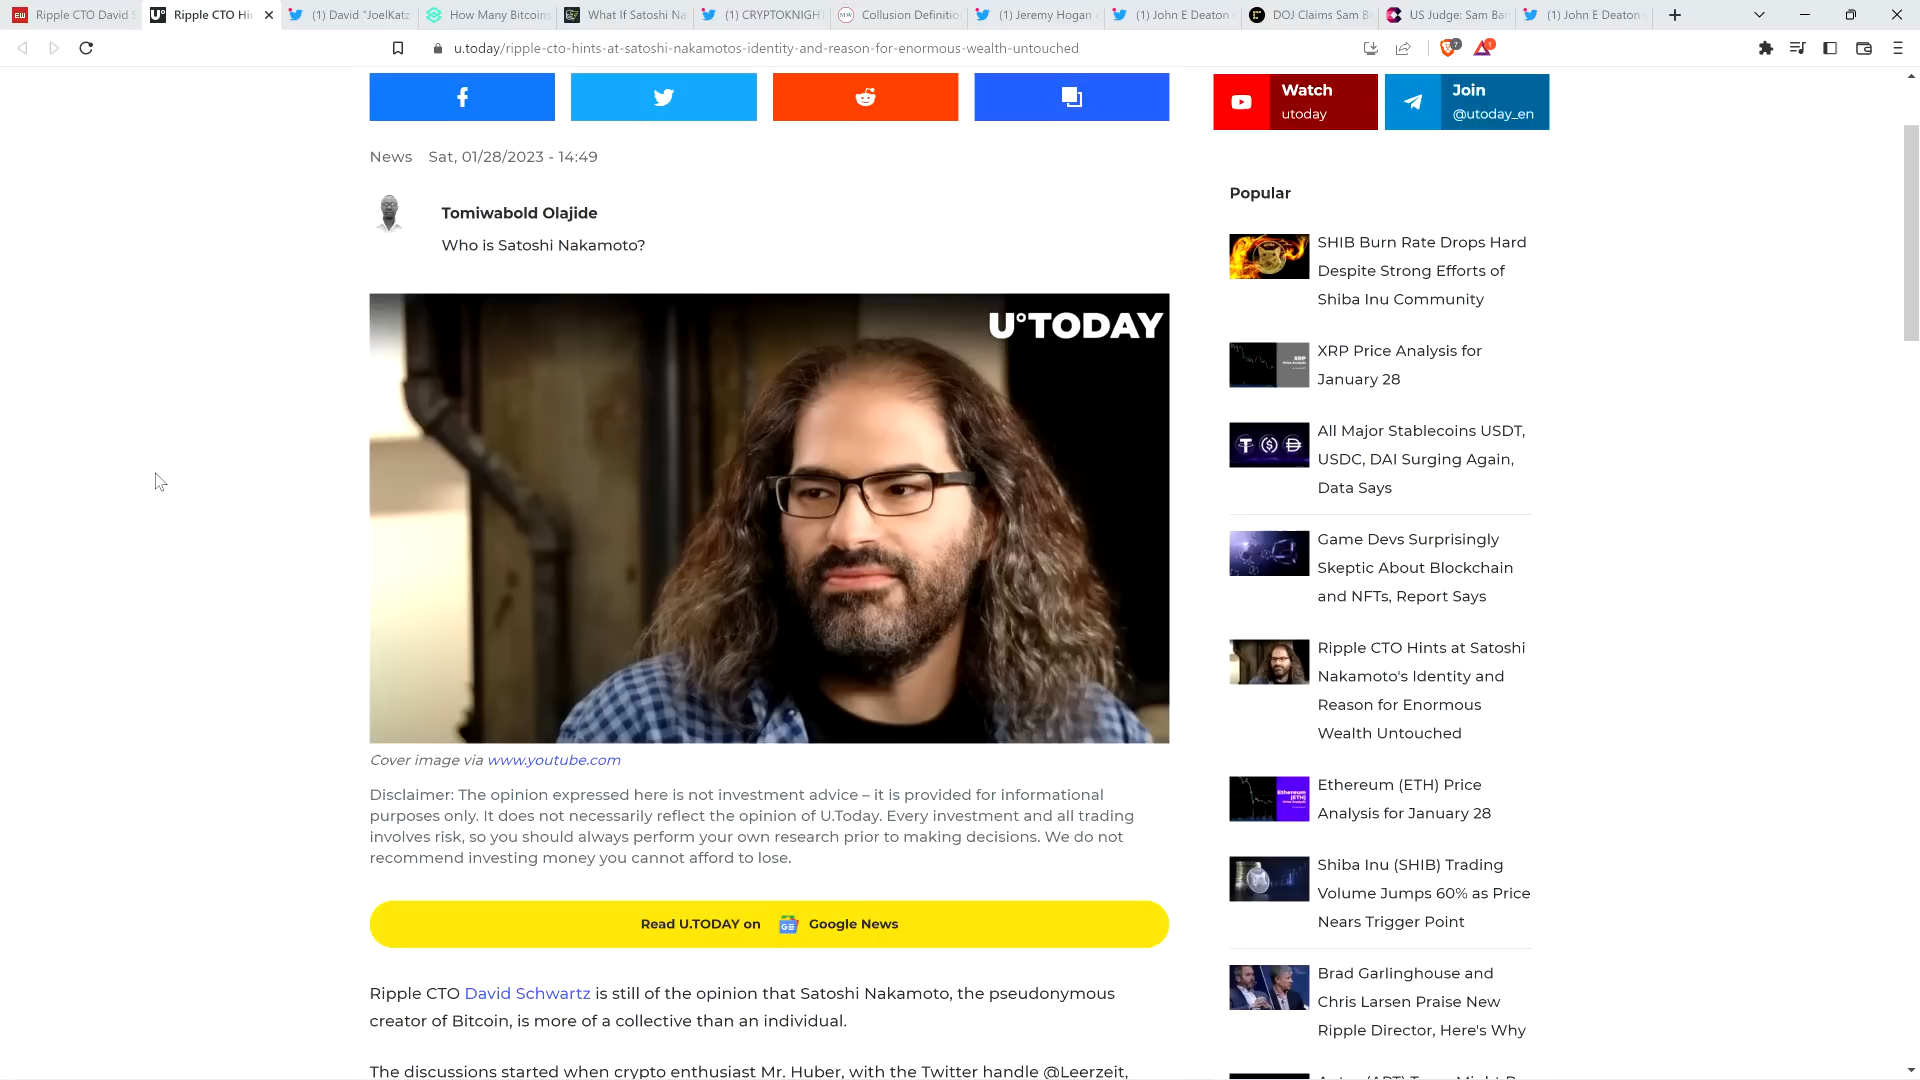 Ripple CTO David S
Ripple CTO Hi
(1) David "JoelKatz
How Many Bitcoins
What If Satoshi Na
(1) CRYPTOKNIGHT
Collusion Definitio
(1) Jeremy Hogan
(1) John E Deaton
DOJ Claims Sam B
US Judge: Sam Ban
(1) John E Deaton
u.today/ripple-cto-hints-at-satoshi-nakamotos-identity-and-reason-for-enormous-wealth-untouched
Watch
utoday
Join
@utoday_en
News Sat, 01/28/2023 - 14:49
Tomiwabold Olajide
Who is Satoshi Nakamoto?
U°TODAY
Cover image via www.youtube.com
Disclaimer: The opinion expressed here is not investment advice – it is provided for informational
purposes only. It does not necessarily reflect the opinion of U.Today. Every investment and all trading
involves risk, so you should always perform your own research prior to making decisions. We do not
recommend investing money you cannot afford to lose.
Read U.TODAY on Google News
Ripple CTO David Schwartz is still of the opinion that Satoshi Nakamoto, the pseudonymous
creator of Bitcoin, is more of a collective than an individual.
The discussions started when crypto enthusiast Mr. Huber, with the Twitter handle @Leerzeit,
Popular
SHIB Burn Rate Drops Hard
Despite Strong Efforts of
Shiba Inu Community
XRP Price Analysis for
January 28
All Major Stablecoins USDT,
USDC, DAI Surging Again,
Data Says
Game Devs Surprisingly
Skeptic About Blockchain
and NFTs, Report Says
Ripple CTO Hints at Satoshi
Nakamoto's Identity and
Reason for Enormous
Wealth Untouched
Ethereum (ETH) Price
Analysis for January 28
Shiba Inu (SHIB) Trading
Volume Jumps 60% as Price
Nears Trigger Point
Brad Garlinghouse and
Chris Larsen Praise New
Ripple Director, Here's Why